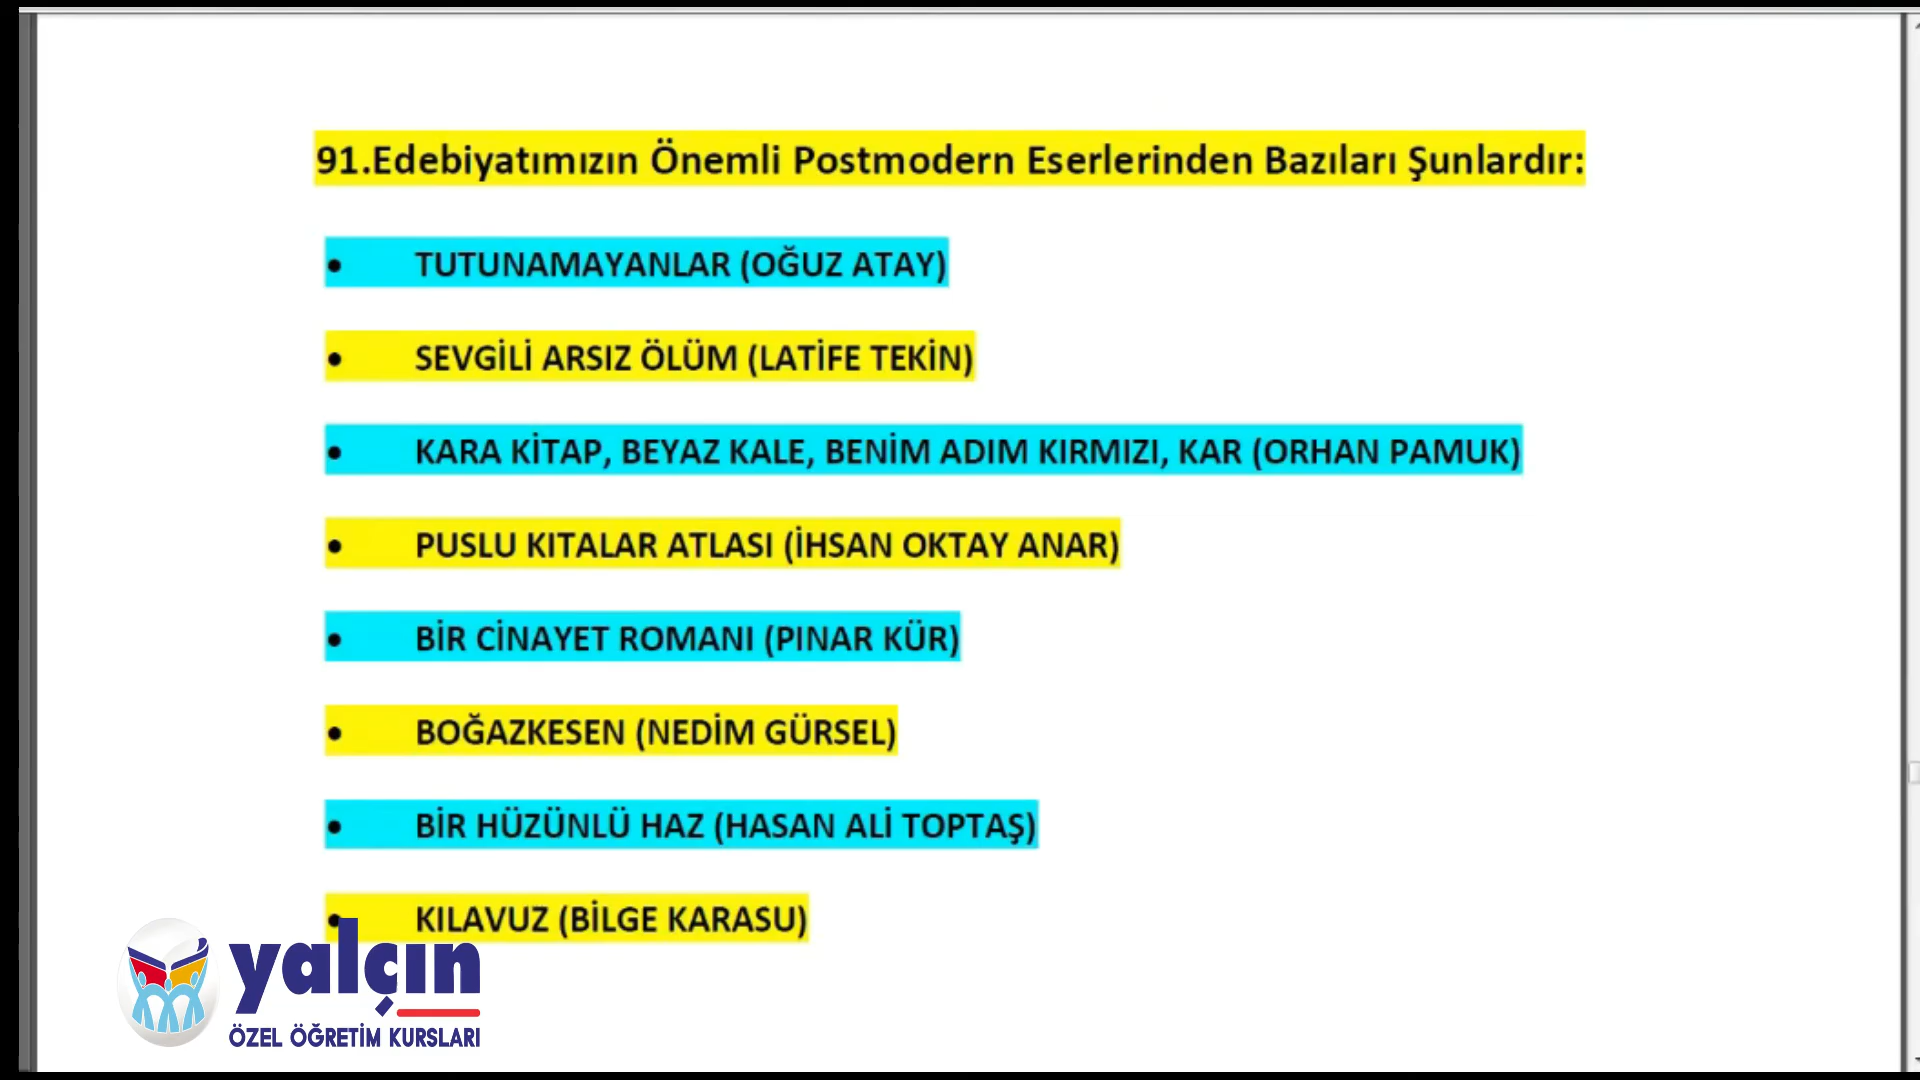 91.Edebiyatımızın Önemli Postmodern Eserlerinden Bazıları Şunlardır:
• TUTUNAMAYANLAR (OĞUZ ATAY)
• SEVGİLİ ARSIZ ÖLÜM (LATİFE TEKİN)
• KARA KİTAP, BEYAZ KALE, BENİM ADIM KIRMIZI, KAR (ORHAN PAMUK)
• PUSLU KITALAR ATLASI (İHSAN OKTAY ANAR)
• BİR CİNAYET ROMANI (PINAR KÜR)
• BOĞAZKESEN (NEDİM GÜRSEL)
• BİR HÜZÜNLÜ HAZ (HASAN ALİ TOPTAŞ)
• KILAVUZ (BİLGE KARASU)
yalçın
ÖZEL ÖĞRETİM KURSLARI